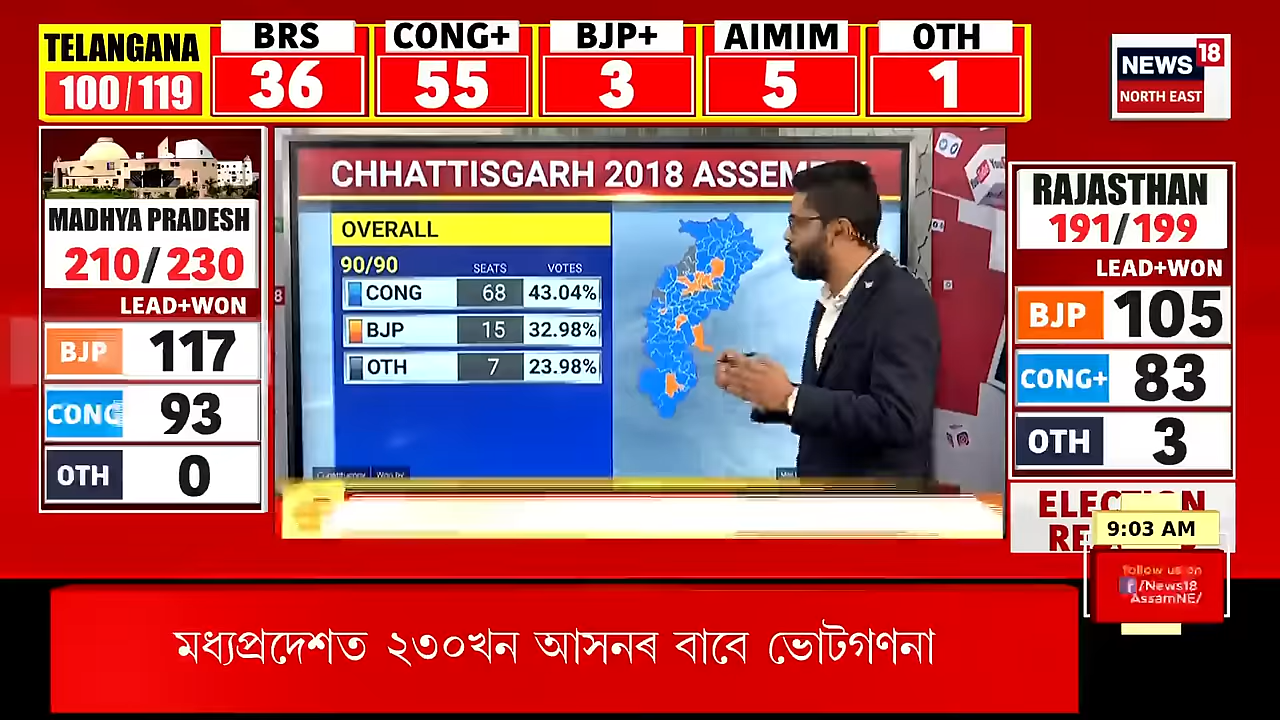 TELANGANA
100/119
BRS
36
CONG+
55
BJP+
3
AIMIM
5
OTH
1
NEWS 18
NORTH EAST
MADHYA PRADESH
210/230
LEAD+WON
BJP 117
CONG 93
OTH 0
CHHATTISGARH 2018
OVERALL
90/90 SEATS VOTES
CONG 68 43.04%
BJP 15 32.98%
OTH 7 23.98%
RAJASTHAN
191/199
LEAD+WON
BJP 105
CONG+ 83
OTH 3
9:03 AM
follow us on
/News18
AssamNE/
মধ্যপ্ৰদেশত ২৩০খন আসনৰ বাবে ভোটগণনা